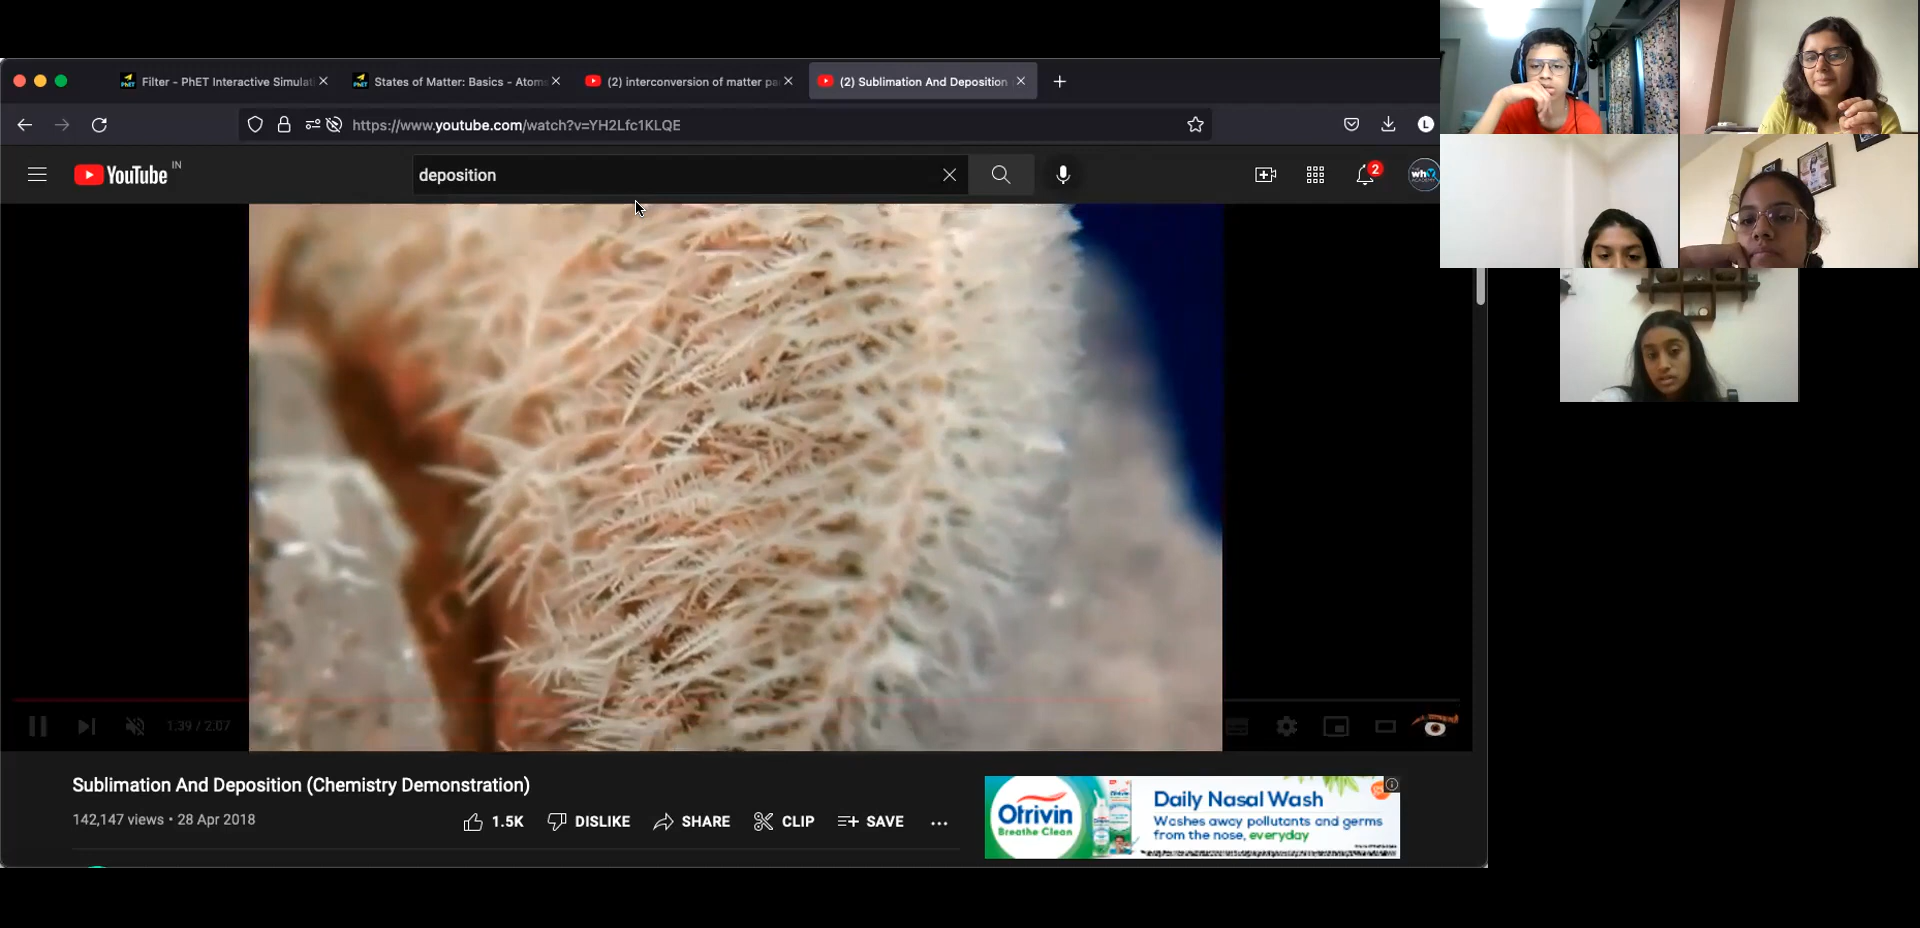 Filter - PhET Interactive Simulat
States of Matter: Basics - Atom
(2) interconversion of matter pa
(2) Sublimation And Deposition
https://www.youtube.com/watch?v=YH2Lfc1KLQE
L
YouTube IN
deposition
2
why
1:39 / 2:07
Sublimation And Deposition (Chemistry Demonstration)
142,147 views • 28 Apr 2018
1.5K
DISLIKE
SHARE
CLIP
SAVE
Otrivin
Breathe Clean
Daily Nasal Wash
Washes away pollutants and germs
from the nose, everyday